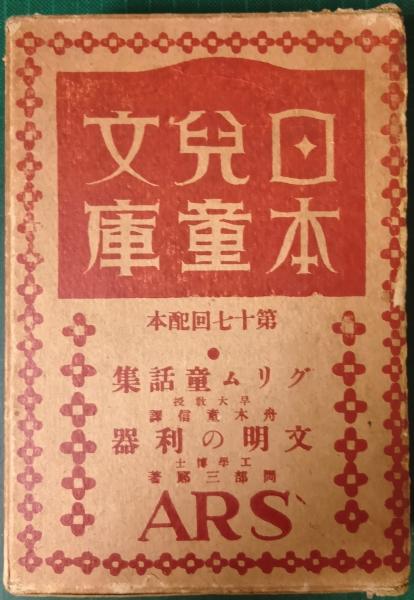 日本
兒童
文庫
第十七回配本
グリム童話集
早大教授
舟木重信譯
文明の利器
工學博士
岡部三郎著
ARS